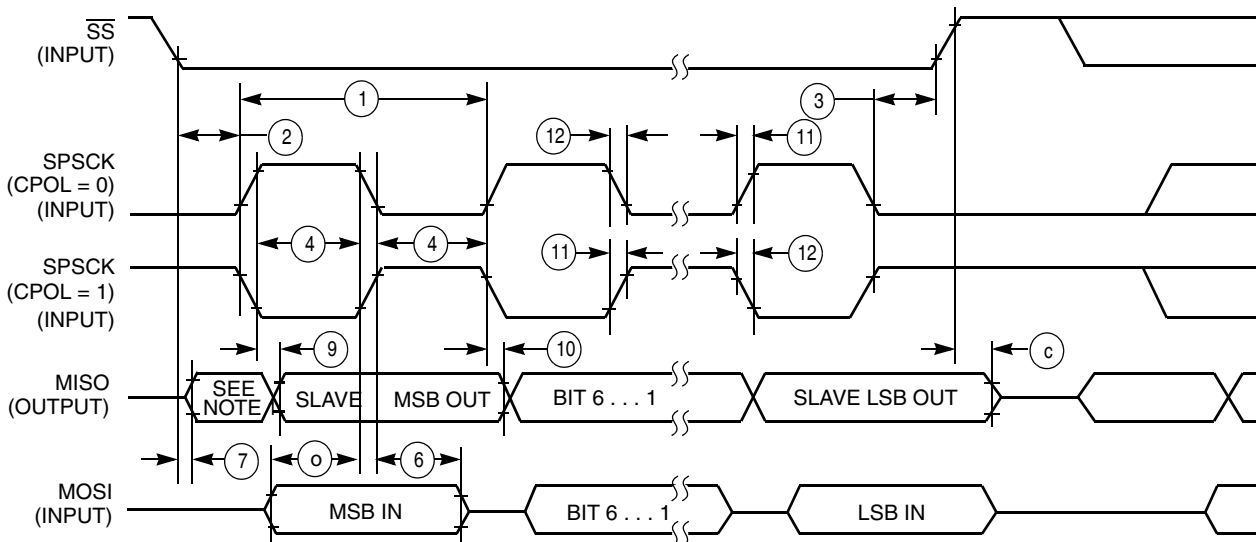 SS
(INPUT)
1
3
2
12
11
SPSCK
(CPOL = 0)
(INPUT)
4
4
SPSCK
(CPOL = 1)
(INPUT)
11
12
9
10
c
MISO
(OUTPUT)
SEE
NOTE
SLAVE
MSB OUT
BIT 6 . . . 1
SLAVE LSB OUT
7
o
6
MOSI
(INPUT)
MSB IN
BIT 6 . . . 1
LSB IN